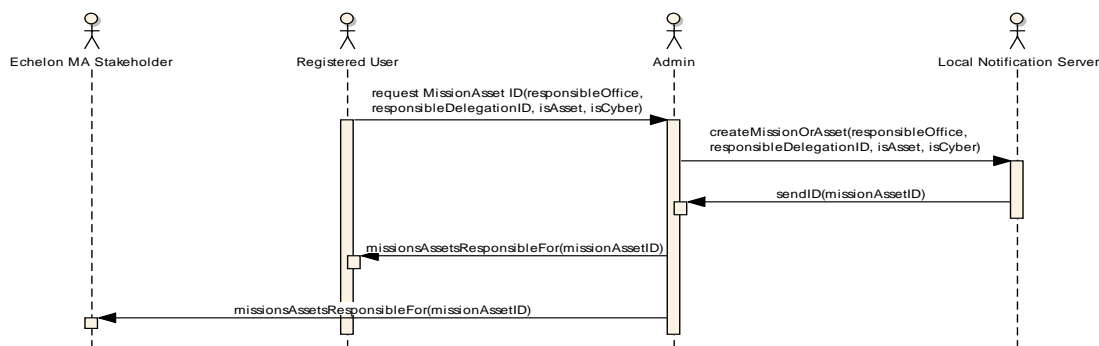 Echelon MA Stakeholder
Registered User
Admin
Local Notification Server
request MissionAsset ID(responsibleOffice,
responsibleDelegationID, isAsset, isCyber)
createMissionOrAsset(responsibleOffice,
responsibleDelegationID, isAsset, isCyber)
sendID(missionAssetID)
missionsAssetsResponsibleFor(missionAssetID)
missionsAssetsResponsibleFor(missionAssetID)